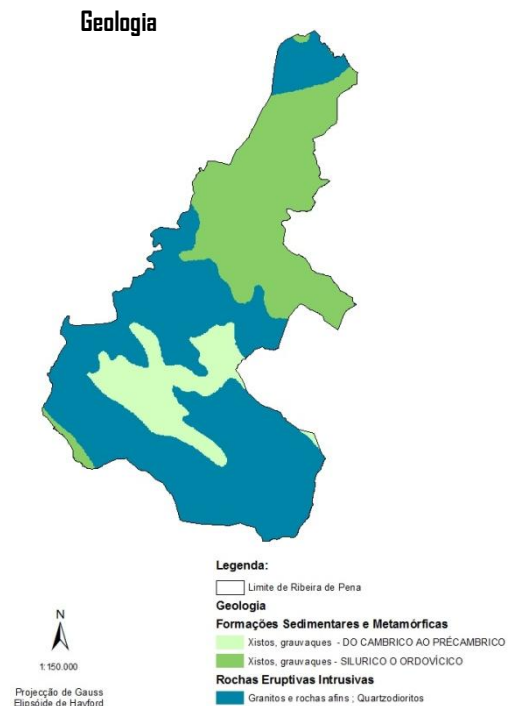 Geologia
Legenda:
Limite de Ribeira de Pena
Geologia
Formações Sedimentares e Metamórficas
Xistos, grauvaques - DO CAMBRICO AO PRÉCAMBRICO
Xistos, grauvaques - SILURICO O ORDOVÍCICO
Rochas Eruptivas Intrusivas
Granitos e rochas afins ; Quartzodioritos
N
1:150.000
Projecção de Gauss
Elipsóide de Hayford